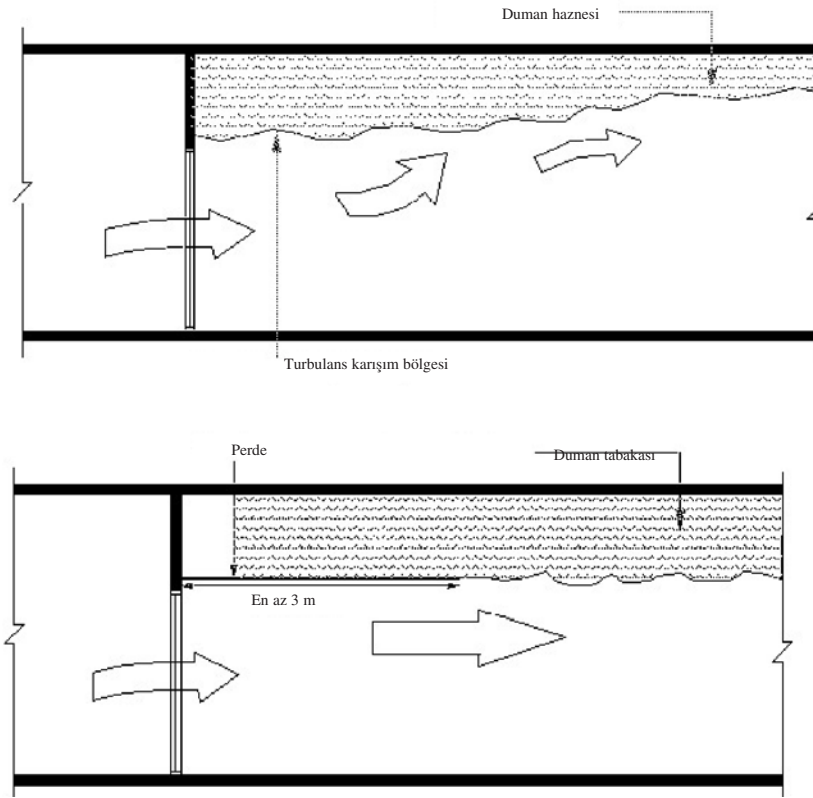 Duman haznesi
Turbulans karışım bölgesi
Perde
Duman tabakası
En az 3 m